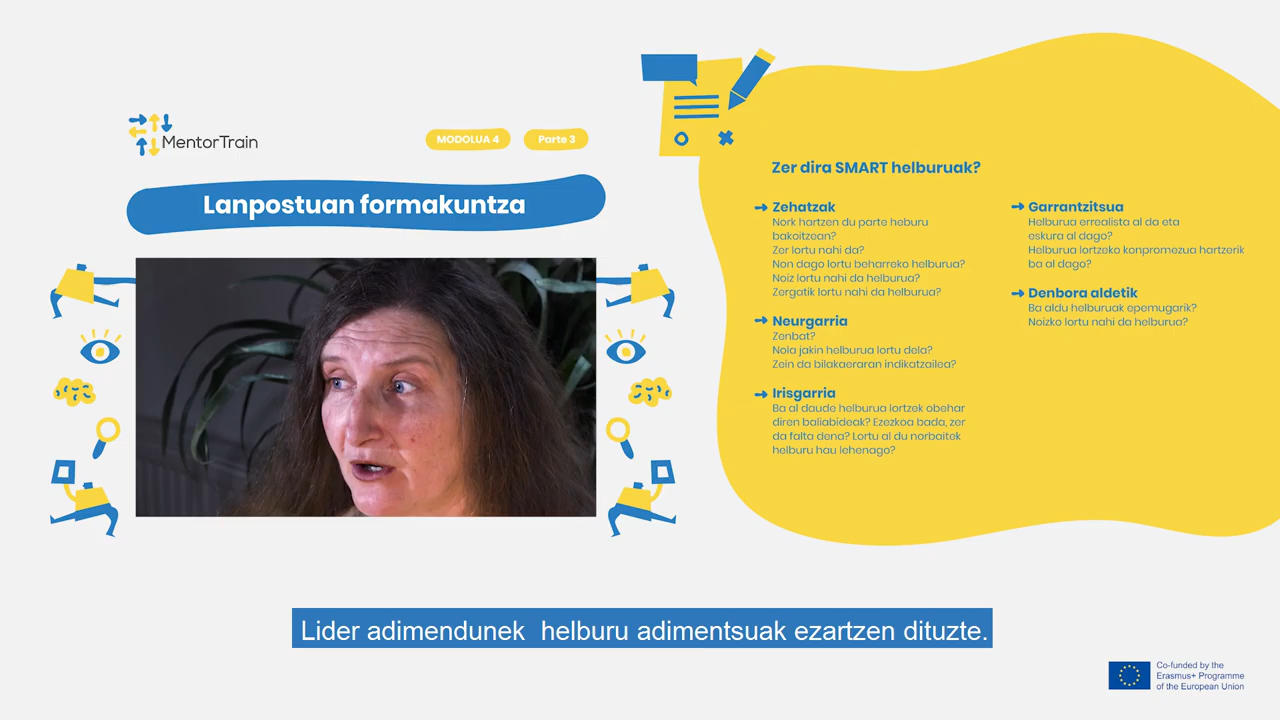 MentorTrain
MODOLUA 4
Parte 3
Lanpostuan formakuntza
Zer dira SMART helburuak?
Zehatzak
Nork hartzen du parte heburu
bakoitzean?
Zer lortu nahi da?
Non dago lortu beharreko helburua?
Noiz lortu nahi da helburua?
Zergatik lortu nahi da helburua?
Neurgarria
Zenbat?
Nola jakin helburua lortu dela?
Zein da bilakaeraran indikatzailea?
Irisgarria
Ba al daude helburua lortzek obehar
diren baliabideak? Ezezkoa bada, zer
da falta dena? Lortu al du norbaitek
helburu hau lehenago?
Garrantzitsua
Helburua errealista al da eta
eskura al dago?
Helburua lortzeko konpromezua hartzerik
ba al dago?
Denbora aldetik
Ba aldu helburuak epemugarik?
Noizko lortu nahi da helburua?
Lider adimendunek  helburu adimentsuak ezartzen dituzte.
Co-funded by the
Erasmus+ Programme
of the European Union